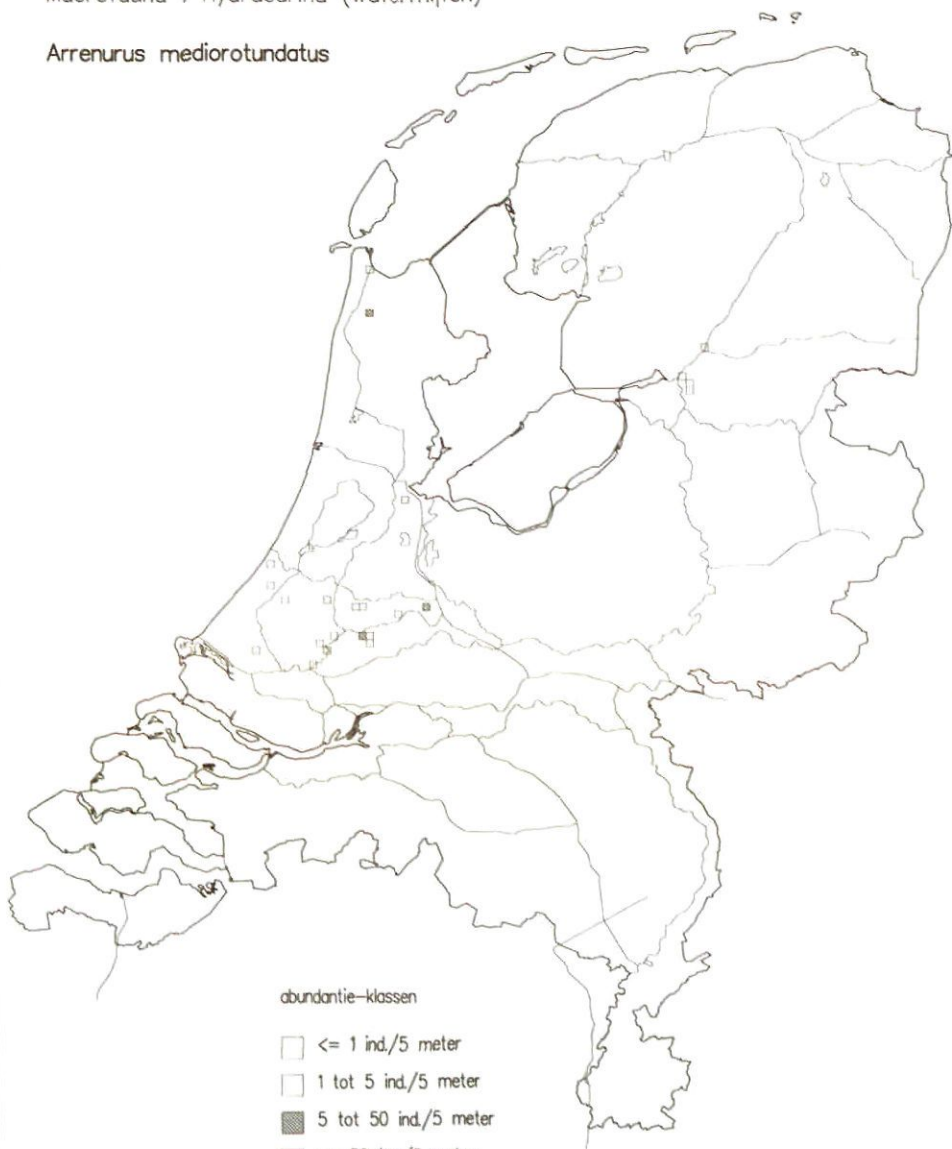 Arrenurus mediorotundatus
abundantie-klassen
<= 1 ind./5 meter
1 tot 5 ind./5 meter
5 tot 50 ind./5 meter